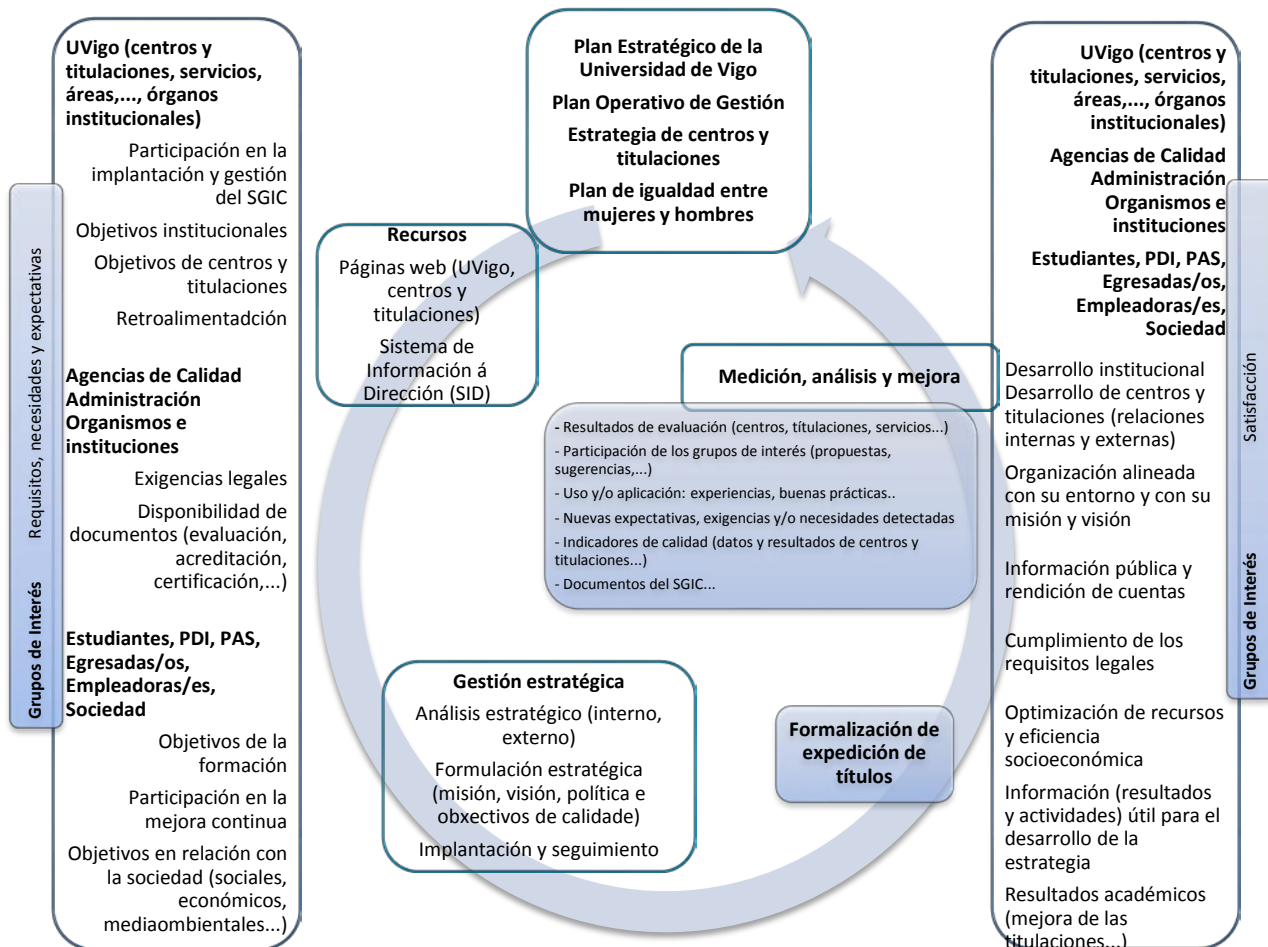 UVigo (centros y
titulaciones, servicios,
áreas,..., órganos
institucionales)
Participación en la
implantación y gestión
del SGIC
Objetivos institucionales
Objetivos de centros y
titulaciones
Retroalimentadción
Agencias de Calidad
Administración
Organismos e
instituciones
Exigencias legales
Disponibilidad de
documentos (evaluación,
acreditación,
certificación,...)
Estudiantes, PDI, PAS,
Egresadas/os,
Empleadoras/es,
Sociedad
Objetivos de la
formación
Participación en la
mejora continua
Objetivos en relación con
la sociedad (sociales,
económicos,
mediaombientales...)
Grupos de Interés
Requisitos, necesidades y expectativas
Plan Estratégico de la
Universidad de Vigo
Plan Operativo de Gestión
Estrategia de centros y
titulaciones
Plan de igualdad entre
mujeres y hombres
Recursos
Páginas web (UVigo,
centros y
titulaciones)
Sistema de
Información á
Dirección (SID)
Medición, análisis y mejora
- Resultados de evaluación (centros, títulaciones, servicios...)
- Participación de los grupos de interés (propuestas,
sugerencias,...)
- Uso y/o aplicación: experiencias, buenas prácticas..
- Nuevas expectativas, exigencias y/o necesidades detectadas
- Indicadores de calidad (datos y resultados de centros y
titulaciones...)
- Documentos del SGIC...
Gestión estratégica
Análisis estratégico (interno,
externo)
Formulación estratégica
(misión, visión, política e
obxectivos de calidade)
Implantación y seguimiento
Formalización de
expedición de
títulos
UVigo (centros y
titulaciones, servicios,
áreas,..., órganos
institucionales)
Agencias de Calidad
Administración
Organismos e
instituciones
Estudiantes, PDI, PAS,
Egresadas/os,
Empleadoras/es,
Sociedad
Desarrollo institucional
Desarrollo de centros y
titulaciones (relaciones
internas y externas)
Organización alineada
con su entorno y con su
misión y visión
Información pública y
rendición de cuentas
Cumplimiento de los
requisitos legales
Optimización de recursos
y eficiencia
socioeconómica
Información (resultados
y actividades) útil para el
desarrollo de la
estrategia
Resultados académicos
(mejora de las
titulaciones...)
Grupos de Interés
Satisfacción